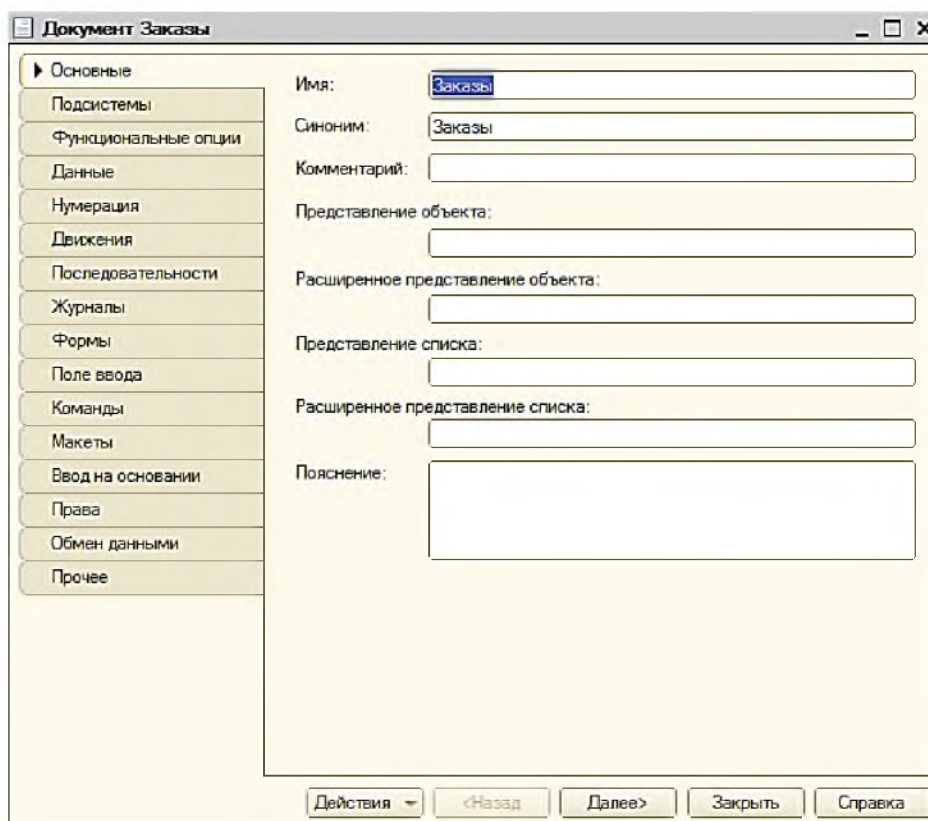 Документ Заказы
Основные
Подсистемы
Функциональные опции
Данные
Нумерация
Движения
Последовательности
Журналы
Формы
Поле ввода
Команды
Макеты
Ввод на основании
Права
Обмен данными
Прочее
Имя: Заказы
Синоним: Заказы
Комментарий:
Представление объекта:
Расширенное представление объекта:
Представление списка:
Расширенное представление списка:
Пояснение:
Действия <Назад Далее> Закрыть Справка